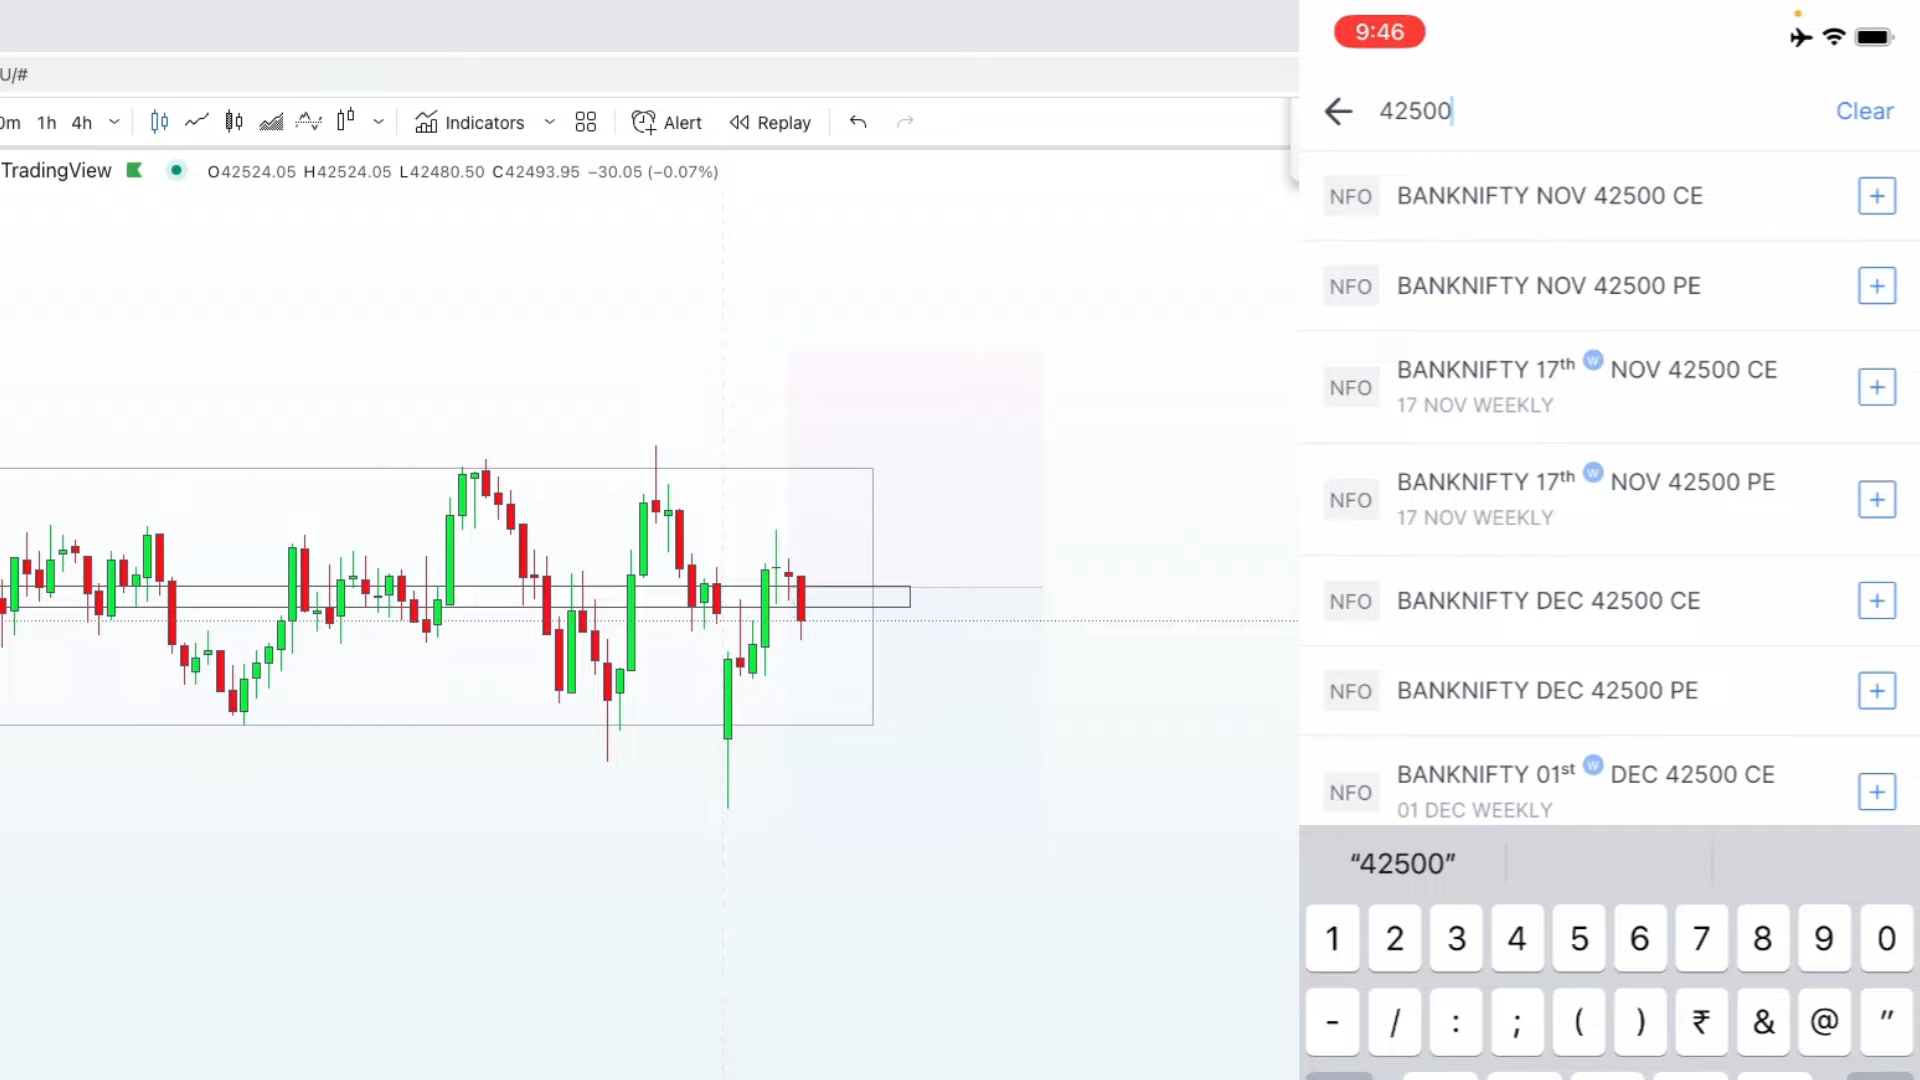 U/#
0m 1h 4h Indicators Alert Replay
TradingView O42524.05 H42524.05 L42480.50 C42493.95 −30.05 (−0.07%)
9:46
42500 Clear
NFO BANKNIFTY NOV 42500 CE +
NFO BANKNIFTY NOV 42500 PE +
NFO BANKNIFTY 17th W NOV 42500 CE +
17 NOV WEEKLY
NFO BANKNIFTY 17th W NOV 42500 PE +
17 NOV WEEKLY
NFO BANKNIFTY DEC 42500 CE +
NFO BANKNIFTY DEC 42500 PE +
NFO BANKNIFTY 01st W DEC 42500 CE +
01 DEC WEEKLY
“42500”
1 2 3 4 5 6 7 8 9 0
- / : ; ( ) ₹ & @ "